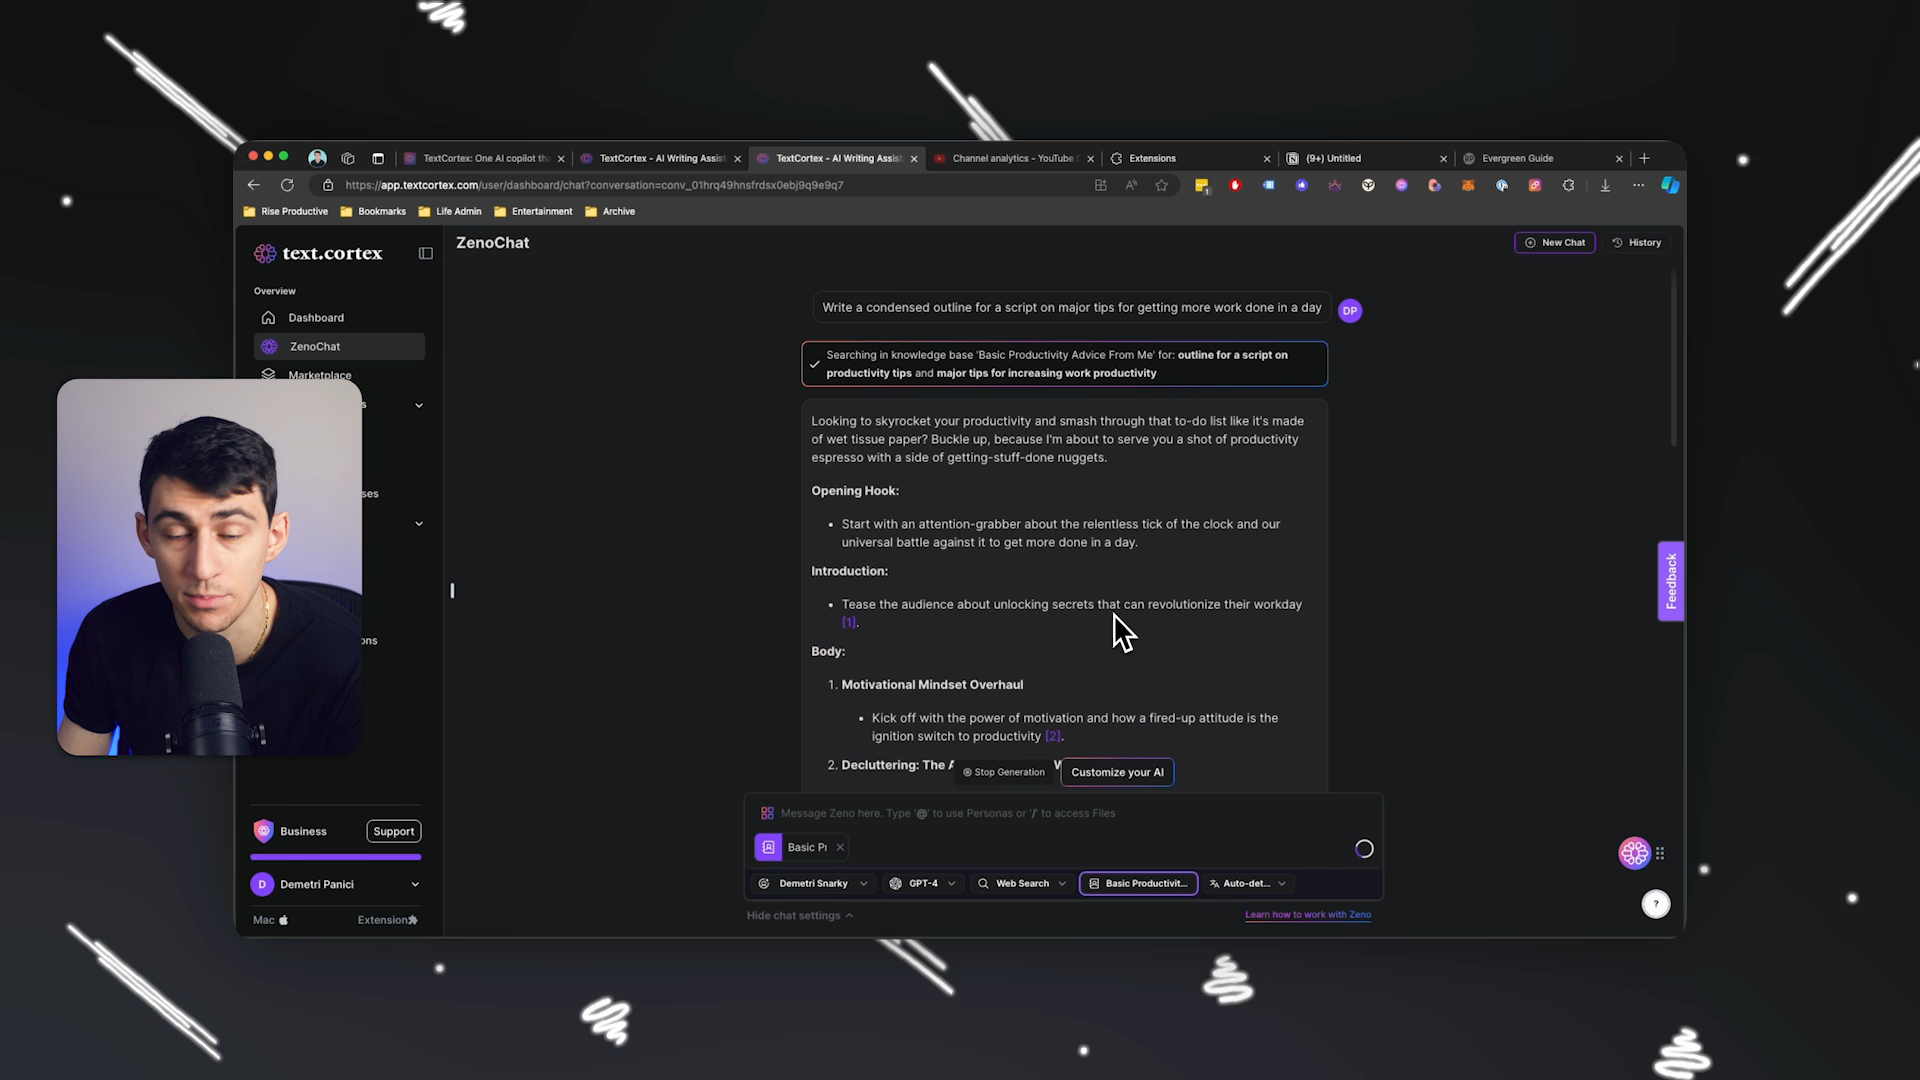 TextCortex: One AI copilot th
TextCortex - AI Writing Assist
TextCortex - AI Writing Assist
Channel analytics - YouTube S
Extensions
(9+) Untitled
Evergreen Guide
https://app.textcortex.com/user/dashboard/chat?conversation=conv_01hrq49hnsfrdsx0ebj9q9e9q7
Rise Productive
Bookmarks
Life Admin
Entertainment
Archive
text.cortex
ZenoChat
New Chat
History
Overview
Dashboard
ZenoChat
Marketplace
s
ses
ons
Write a condensed outline for a script on major tips for getting more work done in a day
DP
Searching in knowledge base 'Basic Productivity Advice From Me' for: outline for a script on
productivity tips and major tips for increasing work productivity
Looking to skyrocket your productivity and smash through that to-do list like it's made
of wet tissue paper? Buckle up, because I'm about to serve you a shot of productivity
espresso with a side of getting-stuff-done nuggets.
Opening Hook:
• Start with an attention-grabber about the relentless tick of the clock and our
universal battle against it to get more done in a day.
Introduction:
• Tease the audience about unlocking secrets that can revolutionize their workday
[1].
Body:
1. Motivational Mindset Overhaul
• Kick off with the power of motivation and how a fired-up attitude is the
ignition switch to productivity [2].
2. Decluttering: The A
Stop Generation
Customize your AI
Message Zeno here. Type '@' to use Personas or '/' to access Files
Basic Pr
Demetri Snarky
GPT-4
Web Search
Basic Productivit...
Auto-det...
Hide chat settings
Learn how to work with Zeno
Feedback
?
Business
Support
D
Demetri Panici
Mac
Extension